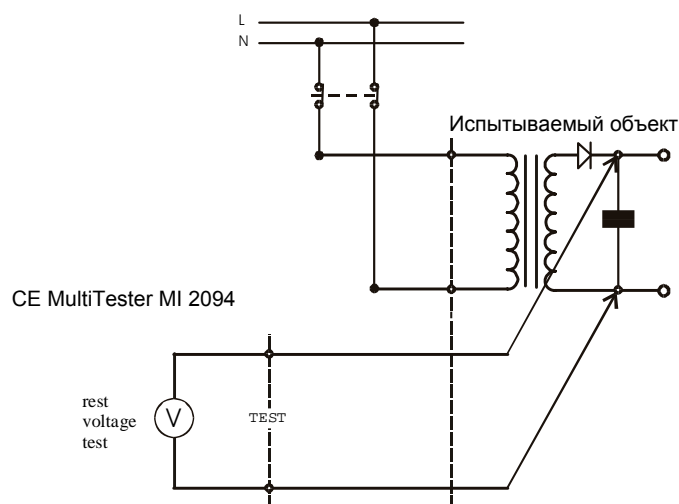 L
N
Испытываемый объект
CE MultiTester MI 2094
rest
voltage
test
V
TEST